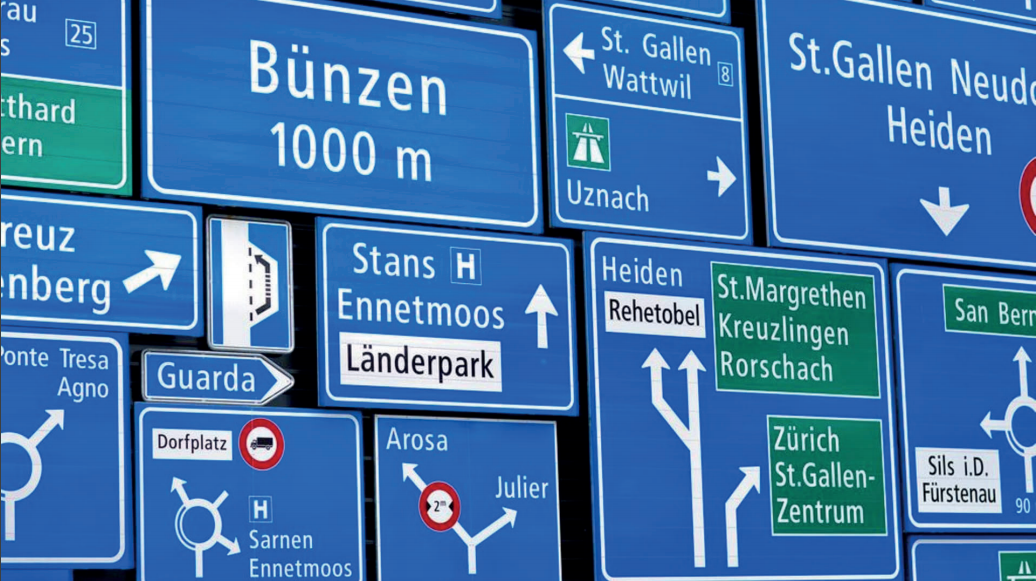 25
Bünzen
1000 m
St. Gallen
Wattwil
8
Uznach
St.Gallen
Heiden
Stans H
Ennetmoos
Länderpark
Heiden
Rehetobel
St.Margrethen
Kreuzlingen
Rorschach
Zürich
St.Gallen-
Zentrum
San
Ponte Tresa
Agno
Guarda
Dorfplatz
H
Sarnen
Ennetmoos
Arosa
2m
Julier
Sils i.D.
Fürstenau
90